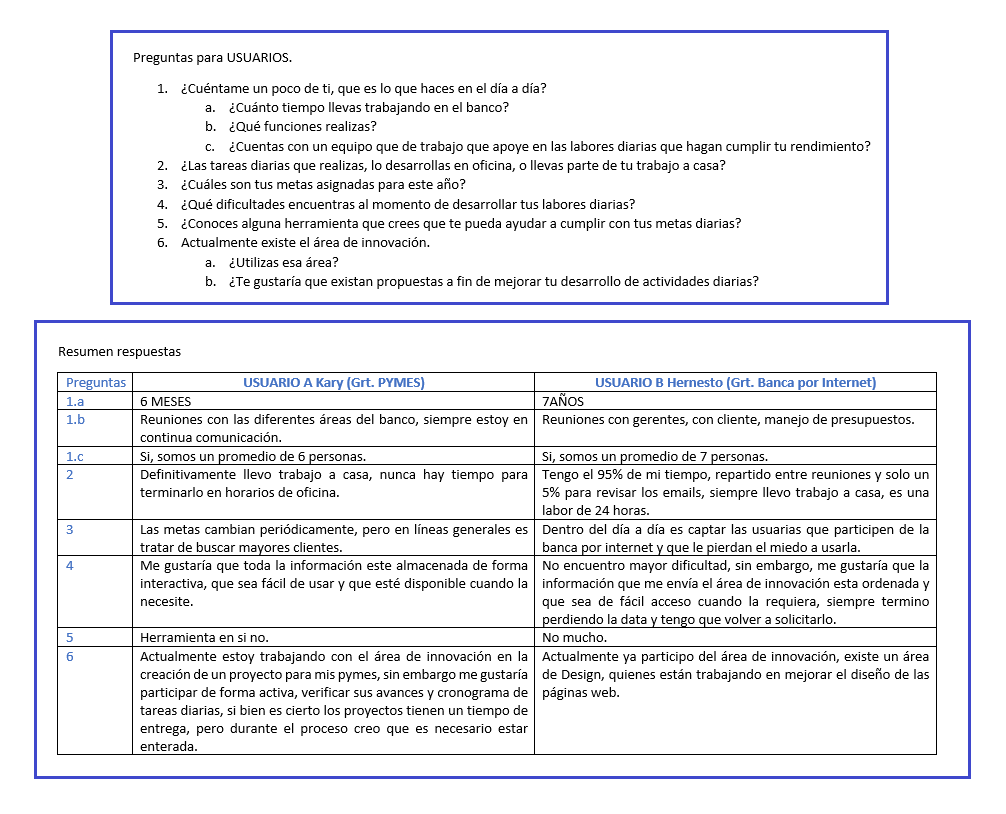 Preguntas para USUARIOS.
1. ¿Cuéntame un poco de ti, que es lo que haces en el día a día?
a. ¿Cuánto tiempo llevas trabajando en el banco?
b. ¿Qué funciones realizas?
c. ¿Cuentas con un equipo que de trabajo que apoye en las labores diarias que hagan cumplir tu rendimiento?
2. ¿Las tareas diarias que realizas, lo desarrollas en oficina, o llevas parte de tu trabajo a casa?
3. ¿Cuáles son tus metas asignadas para este año?
4. ¿Qué dificultades encuentras al momento de desarrollar tus labores diarias?
5. ¿Conoces alguna herramienta que crees que te pueda ayudar a cumplir con tus metas diarias?
6. Actualmente existe el área de innovación.
a. ¿Utilizas esa área?
b. ¿Te gustaría que existan propuestas a fin de mejorar tu desarrollo de actividades diarias?
Resumen respuestas
Preguntas USUARIO A Kary (Grt. PYMES) USUARIO B Hernesto (Grt. Banca por Internet)
1.a 6 MESES 7AÑOS
1.b Reuniones con las diferentes áreas del banco, siempre estoy en
continua comunicación.
Reuniones con gerentes, con cliente, manejo de presupuestos.
1.c Si, somos un promedio de 6 personas. Si, somos un promedio de 7 personas.
2 Definitivamente llevo trabajo a casa, nunca hay tiempo para
terminarlo en horarios de oficina.
Tengo el 95% de mi tiempo, repartido entre reuniones y solo un
5% para revisar los emails, siempre llevo trabajo a casa, es una
labor de 24 horas.
3 Las metas cambian periódicamente, pero en líneas generales es
tratar de buscar mayores clientes.
Dentro del día a día es captar las usuarias que participen de la
banca por internet y que le pierdan el miedo a usarla.
4 Me gustaría que toda la información este almacenada de forma
interactiva, que sea fácil de usar y que esté disponible cuando la
necesite.
No encuentro mayor dificultad, sin embargo, me gustaría que la
información que me envía el área de innovación esta ordenada y
que sea de fácil acceso cuando la requiera, siempre termino
perdiendo la data y tengo que volver a solicitarlo.
5 Herramienta en si no. No mucho.
6 Actualmente estoy trabajando con el área de innovación en la
creación de un proyecto para mis pymes, sin embargo me gustaría
participar de forma activa, verificar sus avances y cronograma de
tareas diarias, si bien es cierto los proyectos tienen un tiempo de
entrega, pero durante el proceso creo que es necesario estar
enterada.
Actualmente ya participo del área de innovación, existe un área
de Design, quienes están trabajando en mejorar el diseño de las
páginas web.